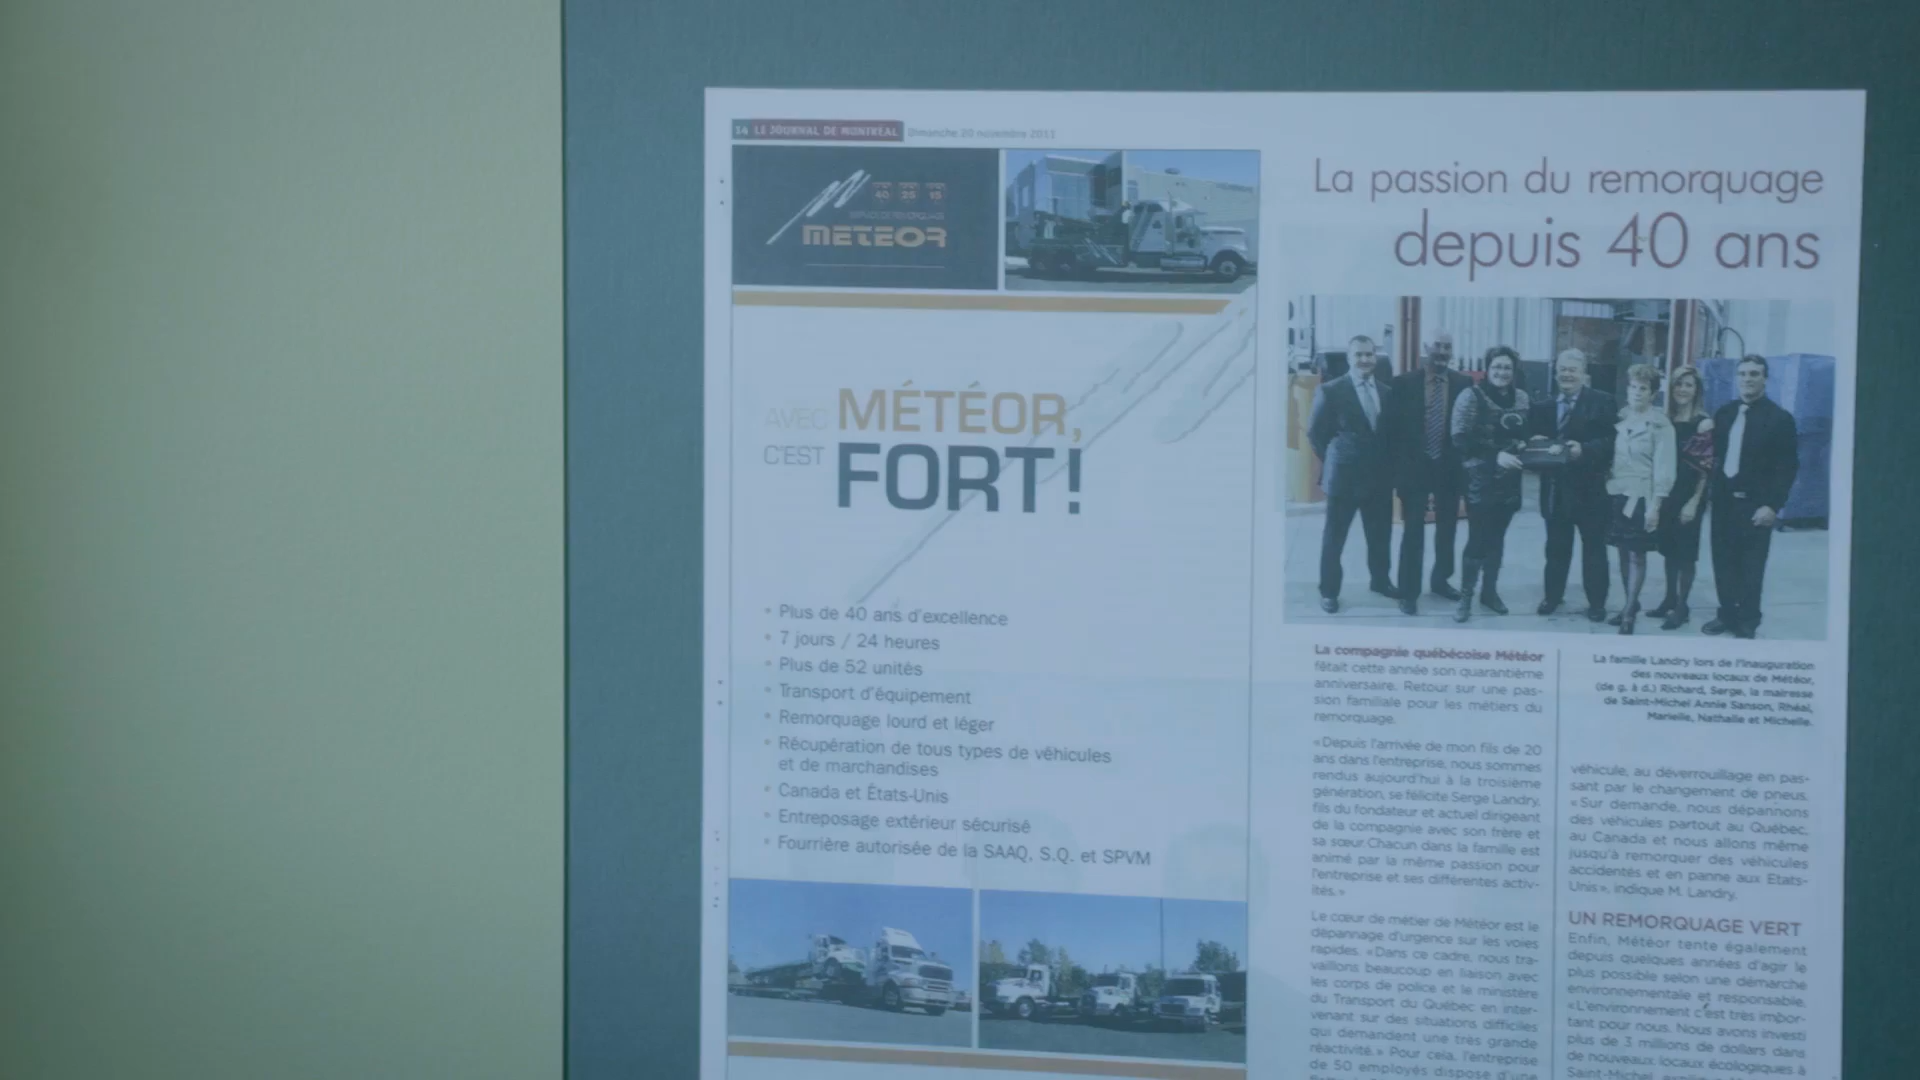 14 LE JOURNAL DE MONTRÉAL Dimanche 20 novembre 2011
40 25 15
SERVICE DE REMORQUAGE
METEOR
AVEC MÉTÉOR,
C'EST FORT!
• Plus de 40 ans d'excellence
• 7 jours / 24 heures
• Plus de 52 unités
• Transport d'équipement
• Remorquage lourd et léger
• Récupération de tous types de véhicules
et de marchandises
• Canada et États-Unis
• Entreposage extérieur sécurisé
• Fourrière autorisée de la SAAQ, S.Q. et SPVM
La passion du remorquage
depuis 40 ans
La compagnie québécoise Météor
fêtait cette année son quarantième
anniversaire. Retour sur une pas-
sion familiale pour les métiers du
remorquage.
«Depuis l'arrivée de mon fils de 20
ans dans l'entreprise, nous sommes
rendus aujourd'hui à la troisième
génération, se félicite Serge Landry,
fils du fondateur et actuel dirigeant
de la compagnie avec son frère et
sa sœur. Chacun dans la famille est
animé par la même passion pour
l'entreprise et ses différentes activ-
ités.»
Le cœur de métier de Météor est le
dépannage d'urgence sur les voies
rapides. «Dans ce cadre, nous tra-
vaillons beaucoup en liaison avec
les corps de police et le ministère
du Transport du Québec en inter-
venant sur des situations difficiles
qui demandent une très grande
réactivité.» Pour cela, l'entreprise
de 50 employés dispose d'une
La famille Landry lors de l'inauguration
des nouveaux locaux de Météor,
(de g. à d.) Richard, Serge, la mairesse
de Saint-Michel Annie Sanson, Rhéal,
Marielle, Nathalie et Michelle.
véhicule, au déverrouillage en pas-
sant par le changement de pneus.
«Sur demande, nous dépannons
des véhicules partout au Québec,
au Canada et nous allons même
jusqu'à remorquer des véhicules
accidentés et en panne aux Etats-
Unis», indique M. Landry.
UN REMORQUAGE VERT
Enfin, Météor tente également
depuis quelques années d'agir le
plus possible selon une démarche
environnementale et responsable.
«L'environnement c'est très impor-
tant pour nous. Nous avons investi
plus de 3 millions de dollars dans
de nouveaux locaux écologiques à
Saint-Michel